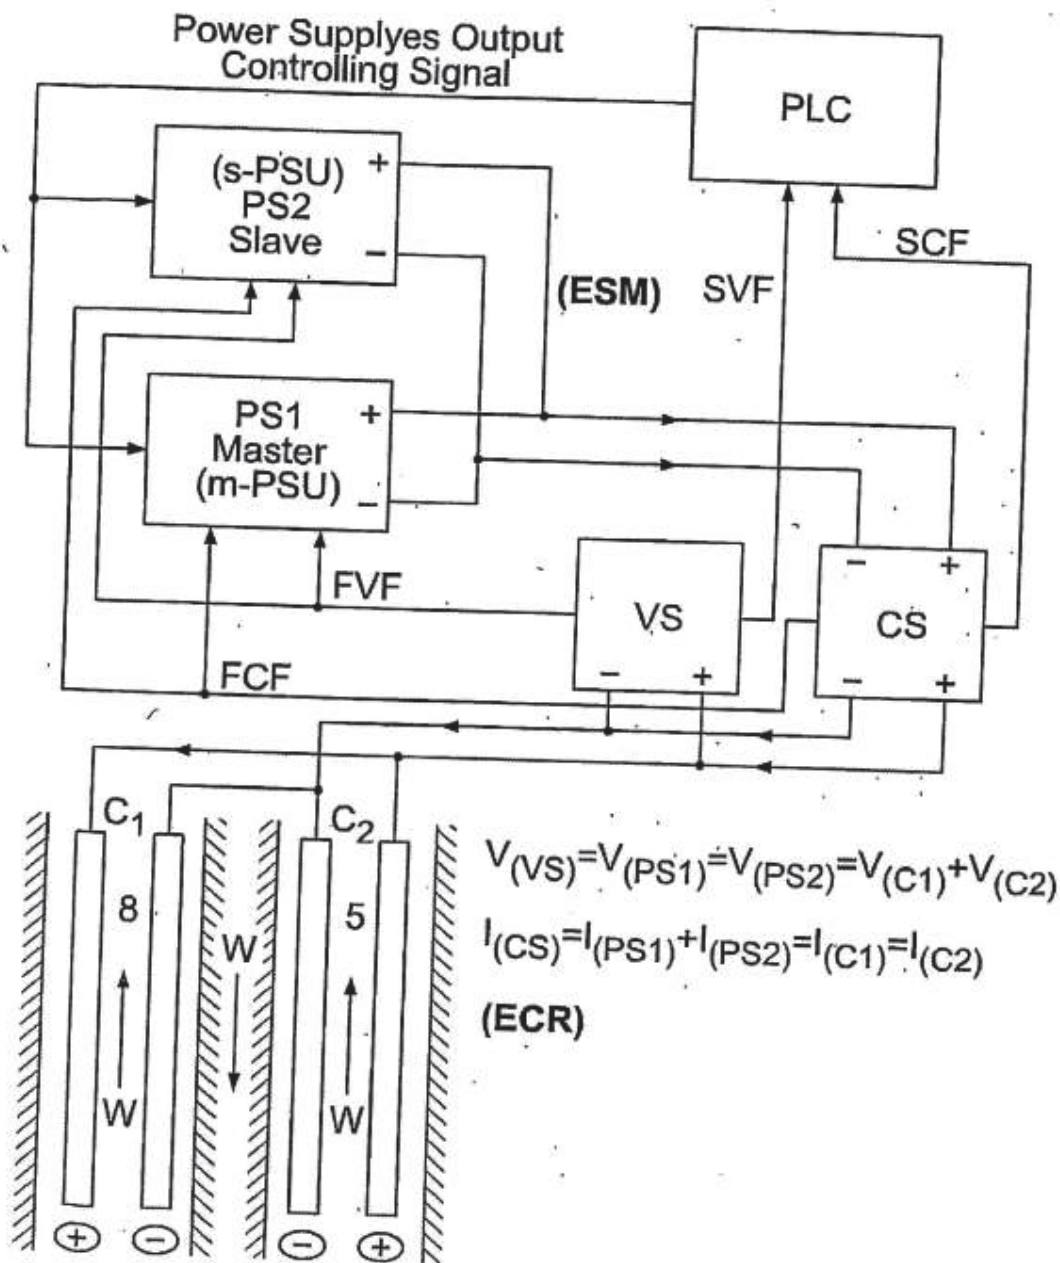 Power Supplyes Output
Controlling Signal
PLC
(s-PSU)
PS2
Slave
+
−
(ESM)
SVF
SCF
PS1
Master
(m-PSU)
+
−
FVF
FCF
VS
−
+
−
+
CS
−
+
C1
8
W
W
C2
5
W
V(VS)=V(PS1)=V(PS2)=V(C1)+V(C2)
I(CS)=I(PS1)+I(PS2)=I(C1)=I(C2)
(ECR)
+
−
−
+